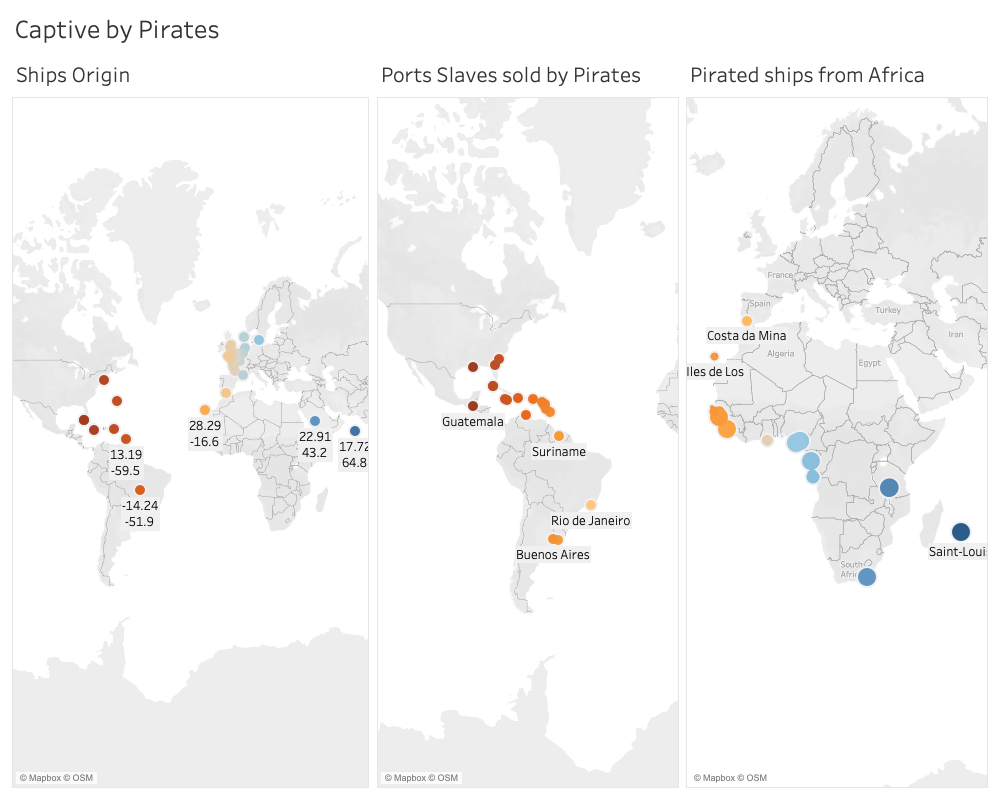 Captive by Pirates
Ships Origin
Ports Slaves sold by Pirates
Pirated ships from Africa
28.29
-16.6
22.91
43.2
17.72
64.8
13.19
-59.5
-14.24
-51.9
© Mapbox © OSM
Guatemala
Suriname
Rio de Janeiro
Buenos Aires
© Mapbox © OSM
France
Spain
Turkey
Costa da Mina
Iran
Algeria
Egypt
Iles de Los
Saint-Loui
South
Afri
© Mapbox © OSM